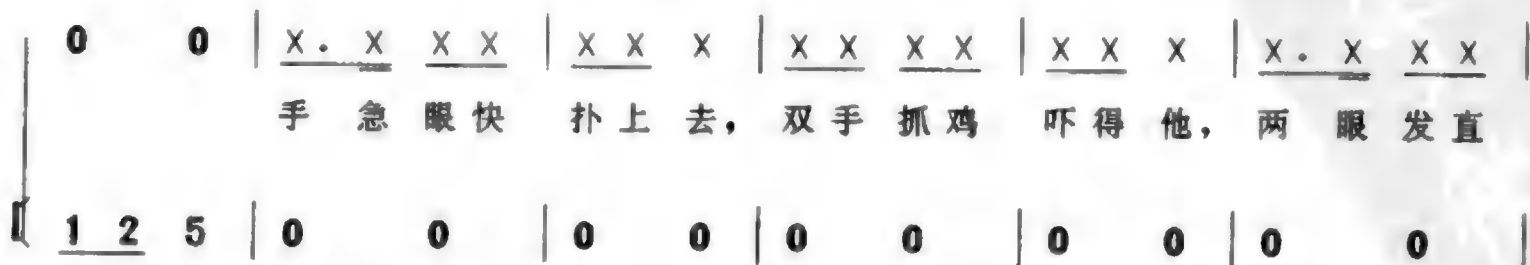 0 0 | X. X X X | X X X | X X X X | X X X | X. X X X |
手 急 眼 快 扑 上 去， 双 手 抓 鸡 吓 得 他， 两 眼 发 直
1 2 5 | 0 0 | 0 0 | 0 0 | 0 0 | 0 0 |